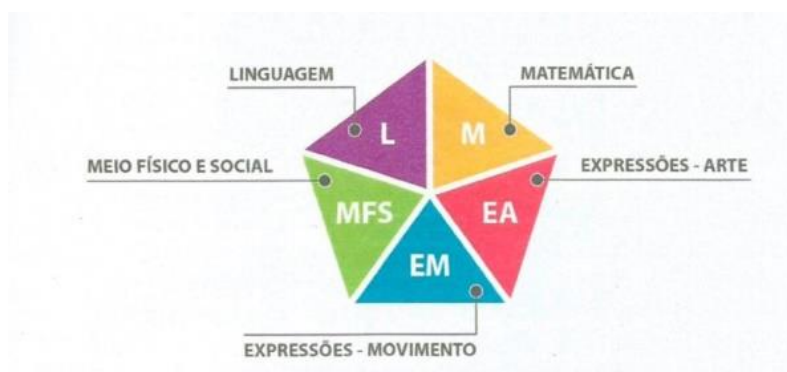 LINGUAGEM
MATEMÁTICA
L
M
MEIO FÍSICO E SOCIAL
EXPRESSÕES - ARTE
MFS
EA
EM
EXPRESSÕES - MOVIMENTO